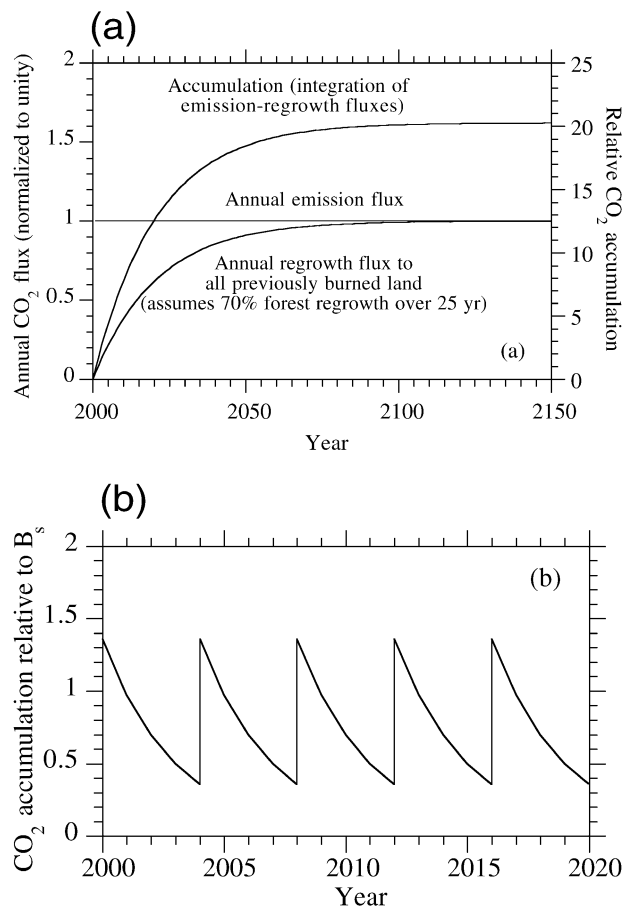 (a)
Annual CO2 flux (normalized to unity)
Relative CO2 accumulation
2
1.5
1
0.5
0
25
20
15
10
5
0
Accumulation (integration of
emission-regrowth fluxes)
Annual emission flux
Annual regrowth flux to
all previously burned land
(assumes 70% forest regrowth over 25 yr)
(a)
2000 2050 2100 2150
Year
(b)
CO2 accumulation relative to Bs
2
1.5
1
0.5
0
(b)
2000 2005 2010 2015 2020
Year